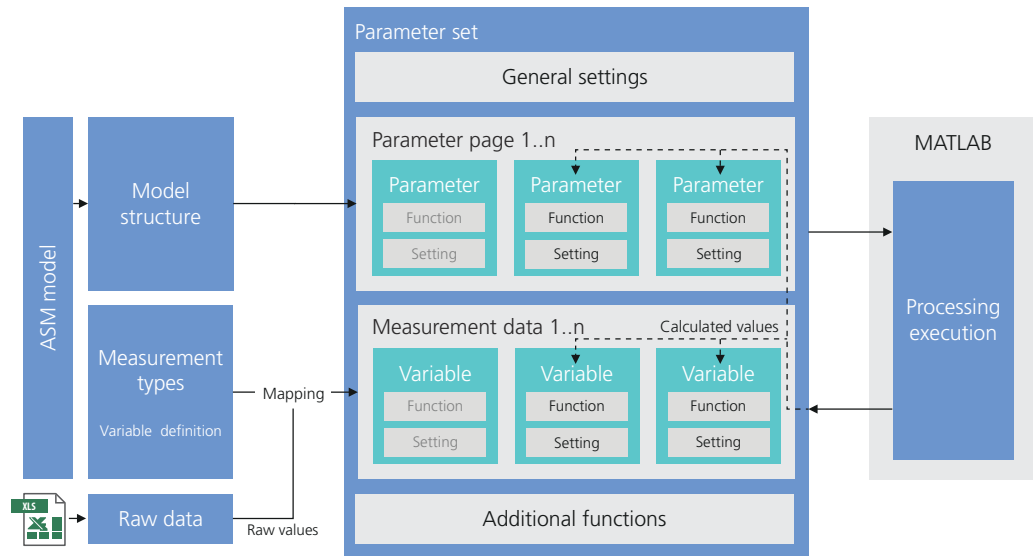 Parameter set
General settings
Parameter page 1..n
Parameter
Function
Setting
Parameter
Function
Setting
Parameter
Function
Setting
Measurement data 1..n
Calculated values
Variable
Function
Setting
Variable
Function
Setting
Variable
Function
Setting
Additional functions
ASM model
Model
structure
Measurement
types
Variable definition
Mapping
XLS
X
Raw data
Raw values
MATLAB
Processing
execution